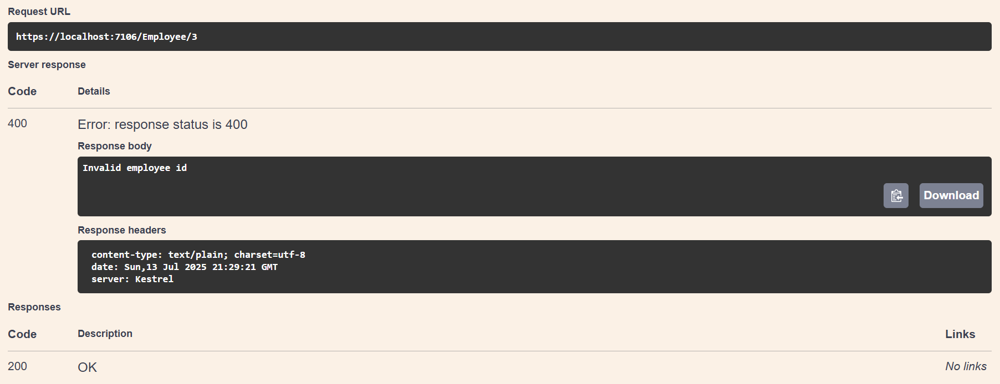 Request URL
https://localhost:7106/Employee/3
Server response
Code Details
400 Error: response status is 400
Response body
Invalid employee id
Download
Response headers
content-type: text/plain; charset=utf-8
date: Sun,13 Jul 2025 21:29:21 GMT
server: Kestrel
Responses
Code Description Links
200 OK No links